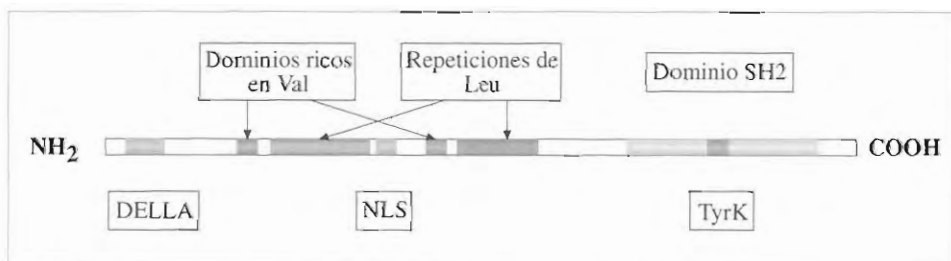 Dominios ricos
en Val
Repeticiones de
Leu
Dominio SH2
NH2
COOH
DELLA
NLS
TyrK